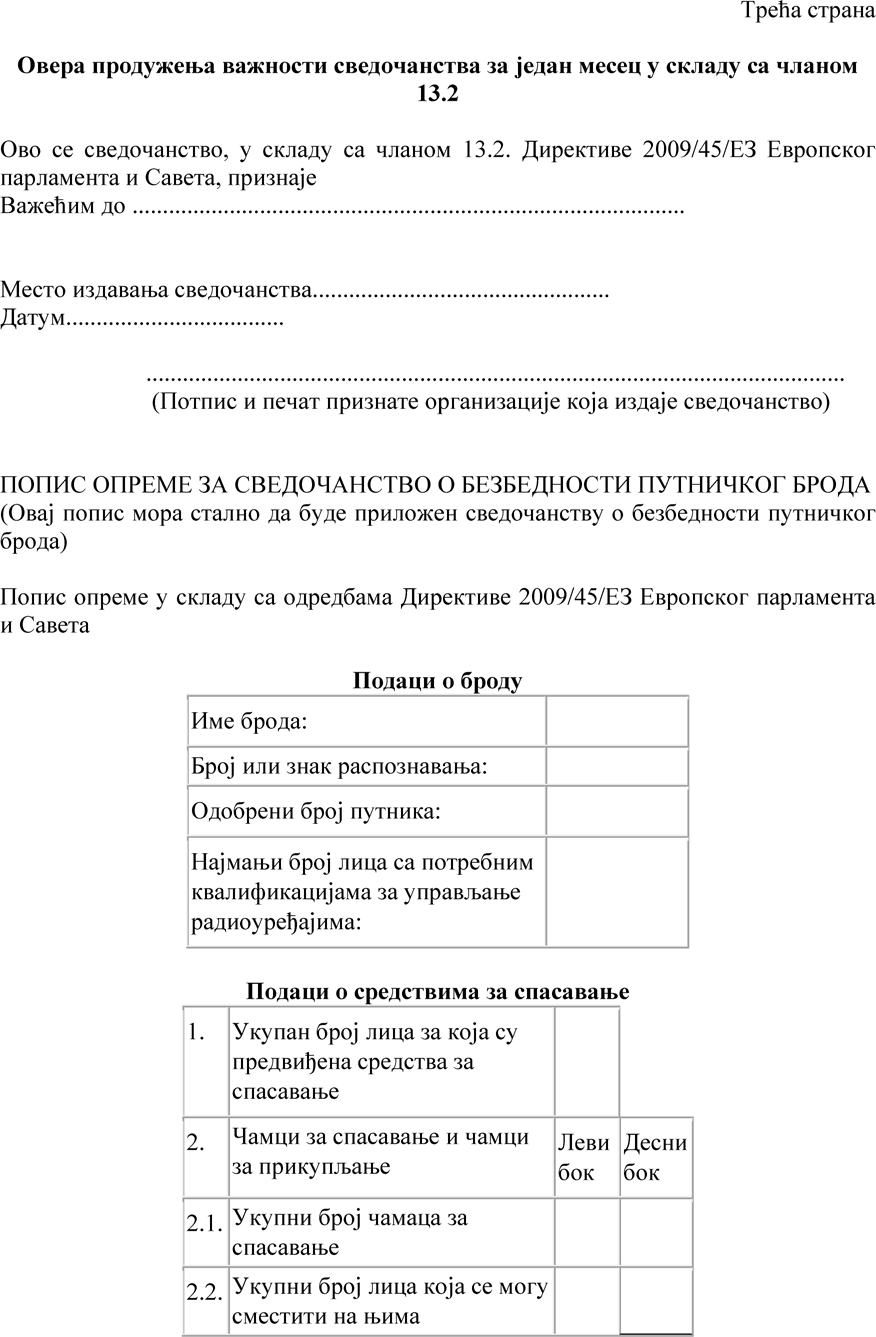 Трећа страна
Овера продужења важности сведочанства за један месец у складу са чланом
13.2
Ово се сведочанство, у складу са чланом 13.2. Директиве 2009/45/ЕЗ Европског
парламента и Савета, признаје
Важећим до ...........................................................................................
Место издавања сведочанства.................................................
Датум....................................
...................................................................................................................
(Потпис и печат признате организације која издаје сведочанство)
ПОПИС ОПРЕМЕ ЗА СВЕДОЧАНСТВО О БЕЗБЕДНОСТИ ПУТНИЧКОГ БРОДА
(Овај попис мора стално да буде приложен сведочанству о безбедности путничког
брода)
Попис опреме у складу са одредбама Директиве 2009/45/ЕЗ Европског парламента
и Савета
Подаци о броду
Име брода:
Број или знак распознавања:
Одобрени број путника:
Најмањи број лица са потребним
квалификацијама за управљање
радиоуређајима:
Подаци о средствима за спасавање
1. Укупан број лица за која су
предвиђена средства за
спасавање
2. Чамци за спасавање и чамци
за прикупљање
Леви Десни
бок бок
2.1. Укупни број чамаца за
спасавање
2.2. Укупни број лица која се могу
сместити на њима